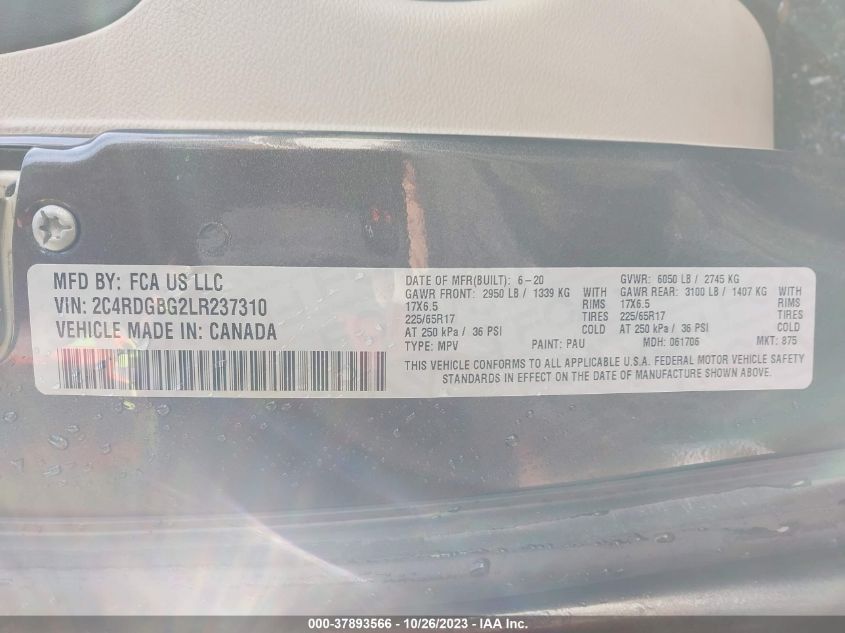 MFD BY: FCA US LLC
VIN: 2C4RDGBG2LR237310
VEHICLE MADE IN: CANADA
DATE OF MFR(BUILT): 6-20
GAWR FRONT: 2950 LB / 1339 KG WITH
17X6.5 RIMS
225/65R17 TIRES
AT 250 kPa / 36 PSI COLD
TYPE: MPV PAINT: PAU
GVWR: 6050 LB / 2745 KG
GAWR REAR: 3100 LB / 1407 KG WITH
17X6.5 RIMS
225/65R17 TIRES
AT 250 kPa / 36 PSI COLD
MDH: 061706 MKT: 875
THIS VEHICLE CONFORMS TO ALL APPLICABLE U.S.A. FEDERAL MOTOR VEHICLE SAFETY
STANDARDS IN EFFECT ON THE DATE OF MANUFACTURE SHOWN ABOVE.
000-37893566 - 10/26/2023 - IAA Inc.